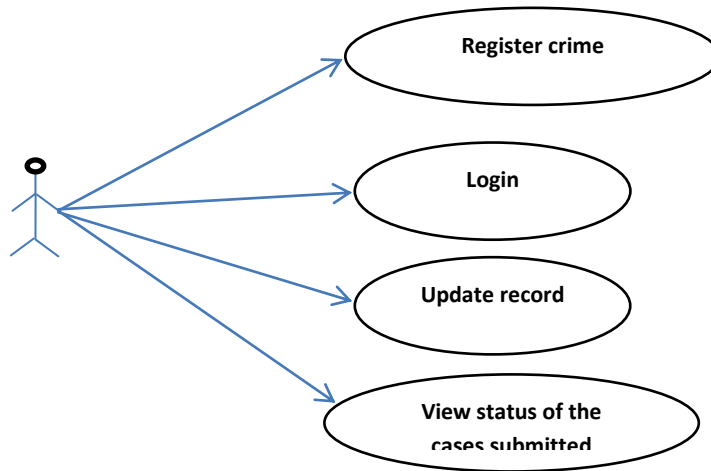 Register crime
Login
Update record
View status of the
cases submitted